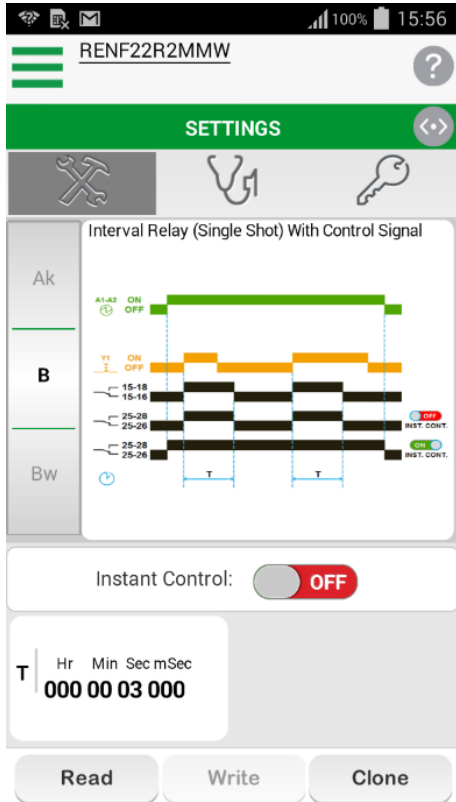 100% 15:56
RENF22R2MMW
?
SETTINGS
Interval Relay (Single Shot) With Control Signal
Ak
B
Bw
A1-A2 ON
OFF
Y1 ON
OFF
15-18
15-16
25-28
25-26
OFF
INST. CONT.
25-28
25-26
ON
INST. CONT.
T T
Instant Control: OFF
Hr Min Sec mSec
T 000 00 03 000
Read Write Clone